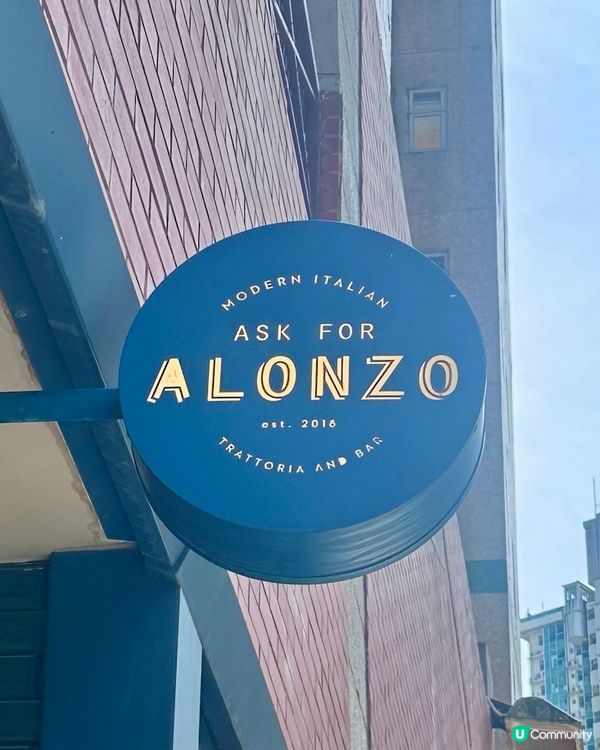 MODERN ITALIAN
ASK FOR
ALONZO
est. 2018
TRATTORIA AND BAR
U Community